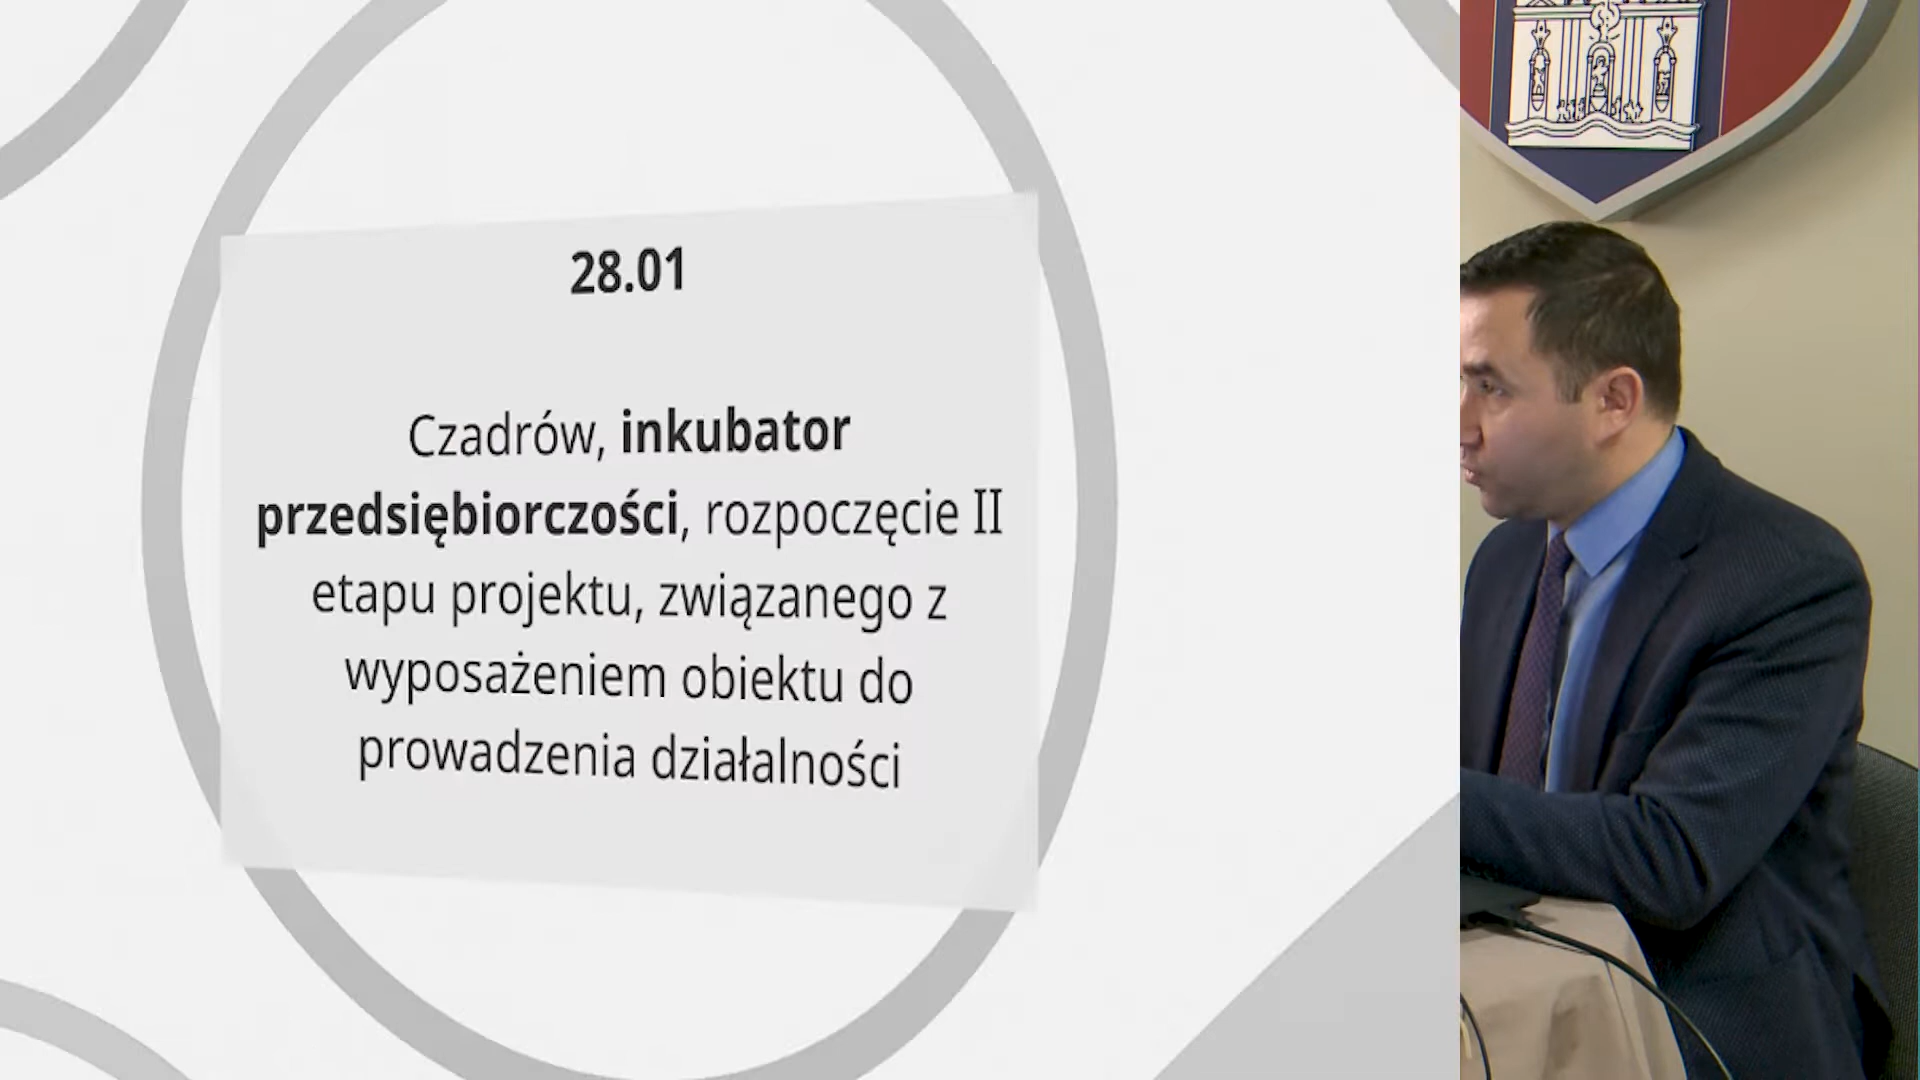 28.01
Czadrów, inkubator
przedsiębiorczości, rozpoczęcie II
etapu projektu, związanego z
wyposażeniem obiektu do
prowadzenia działalności